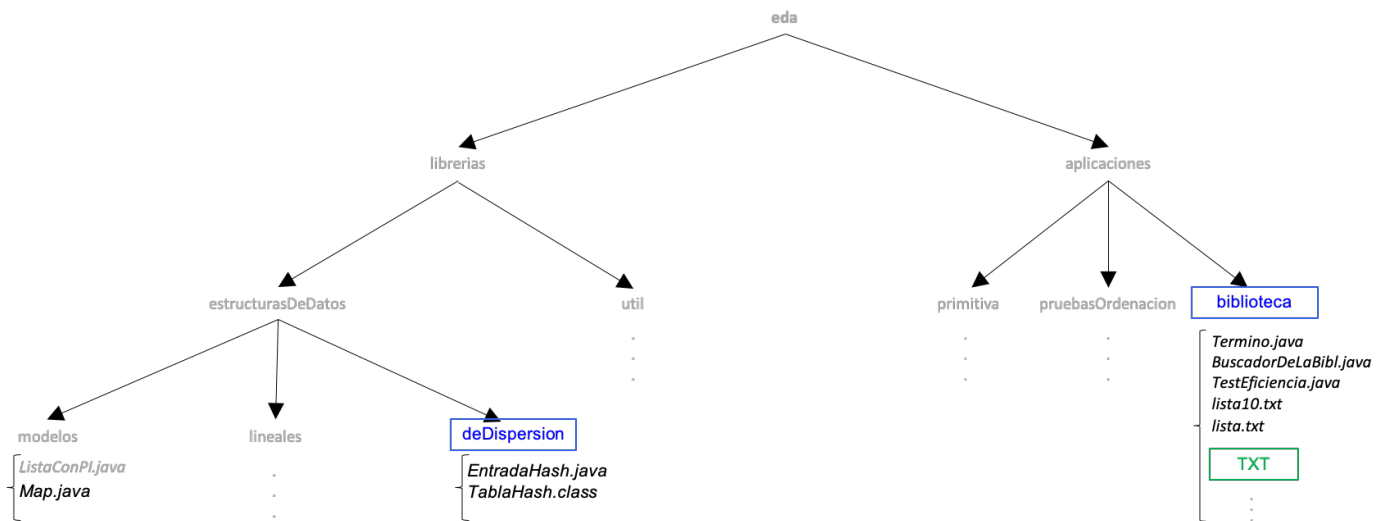 eda
librerias
aplicaciones
estructurasDeDatos
util
primitiva
pruebasOrdenacion
biblioteca
Termino.java
BuscadorDeLaBibl.java
TestEficiencia.java
lista10.txt
lista.txt
TXT
modelos
lineales
deDispersion
ListaConPI.java
Map.java
EntradaHash.java
TablaHash.class